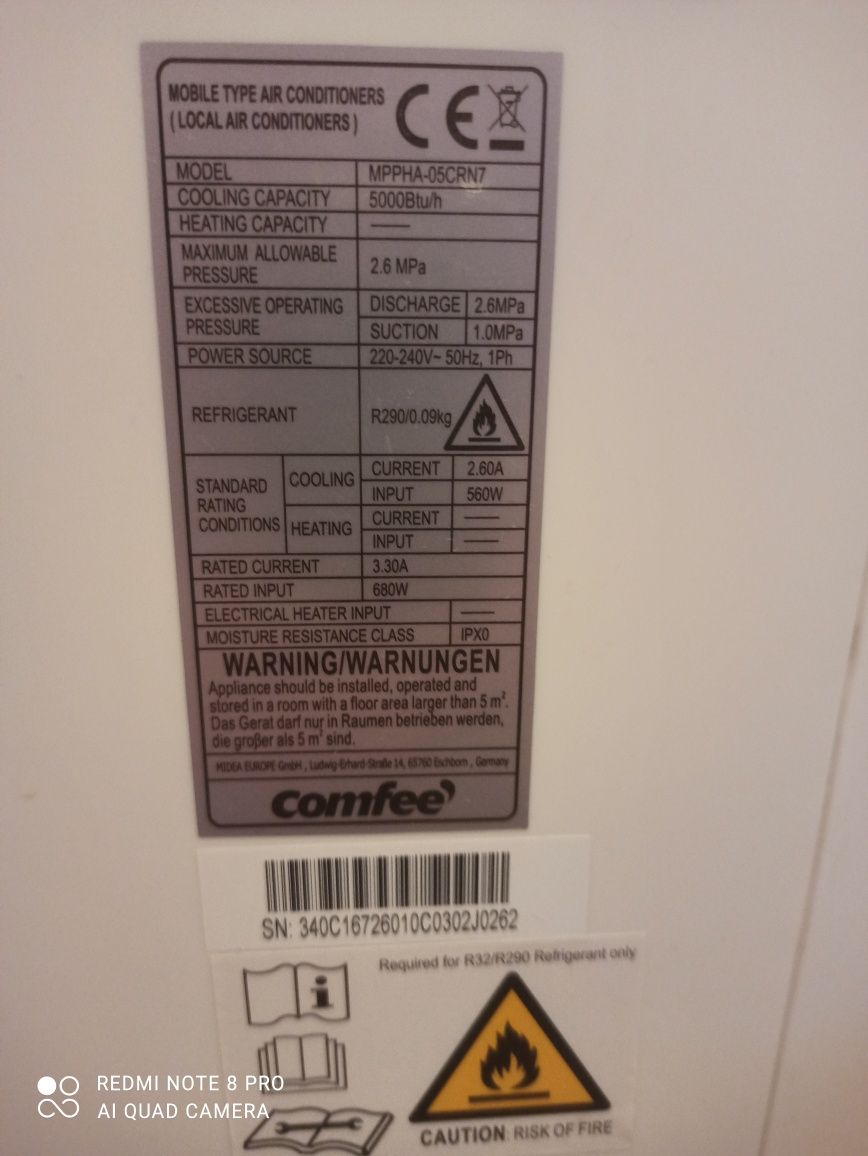 MOBILE TYPE AIR CONDITIONERS
( LOCAL AIR CONDITIONERS )
CE
MODEL MPPHA-05CRN7
COOLING CAPACITY 5000Btu/h
HEATING CAPACITY ——
MAXIMUM ALLOWABLE
PRESSURE 2.6 MPa
EXCESSIVE OPERATING
PRESSURE
DISCHARGE 2.6MPa
SUCTION 1.0MPa
POWER SOURCE 220-240V~ 50Hz, 1Ph
REFRIGERANT R290/0.09kg
STANDARD
RATING
CONDITIONS
COOLING
CURRENT 2.60A
INPUT 560W
HEATING
CURRENT ——
INPUT ——
RATED CURRENT 3.30A
RATED INPUT 680W
ELECTRICAL HEATER INPUT ——
MOISTURE RESISTANCE CLASS IPX0
WARNING/WARNUNGEN
Appliance should be installed, operated and
stored in a room with a floor area larger than 5 m².
Das Gerat darf nur in Raumen betrieben werden,
die großer als 5 m² sind.
MIDEA EUROPE GmbH , Ludwig-Erhard-Straße 14, 65760 Eschborn , Germany
comfee'
SN: 340C16726010C0302J0262
Required for R32/R290 Refrigerant only
i
CAUTION: RISK OF FIRE
REDMI NOTE 8 PRO
AI QUAD CAMERA